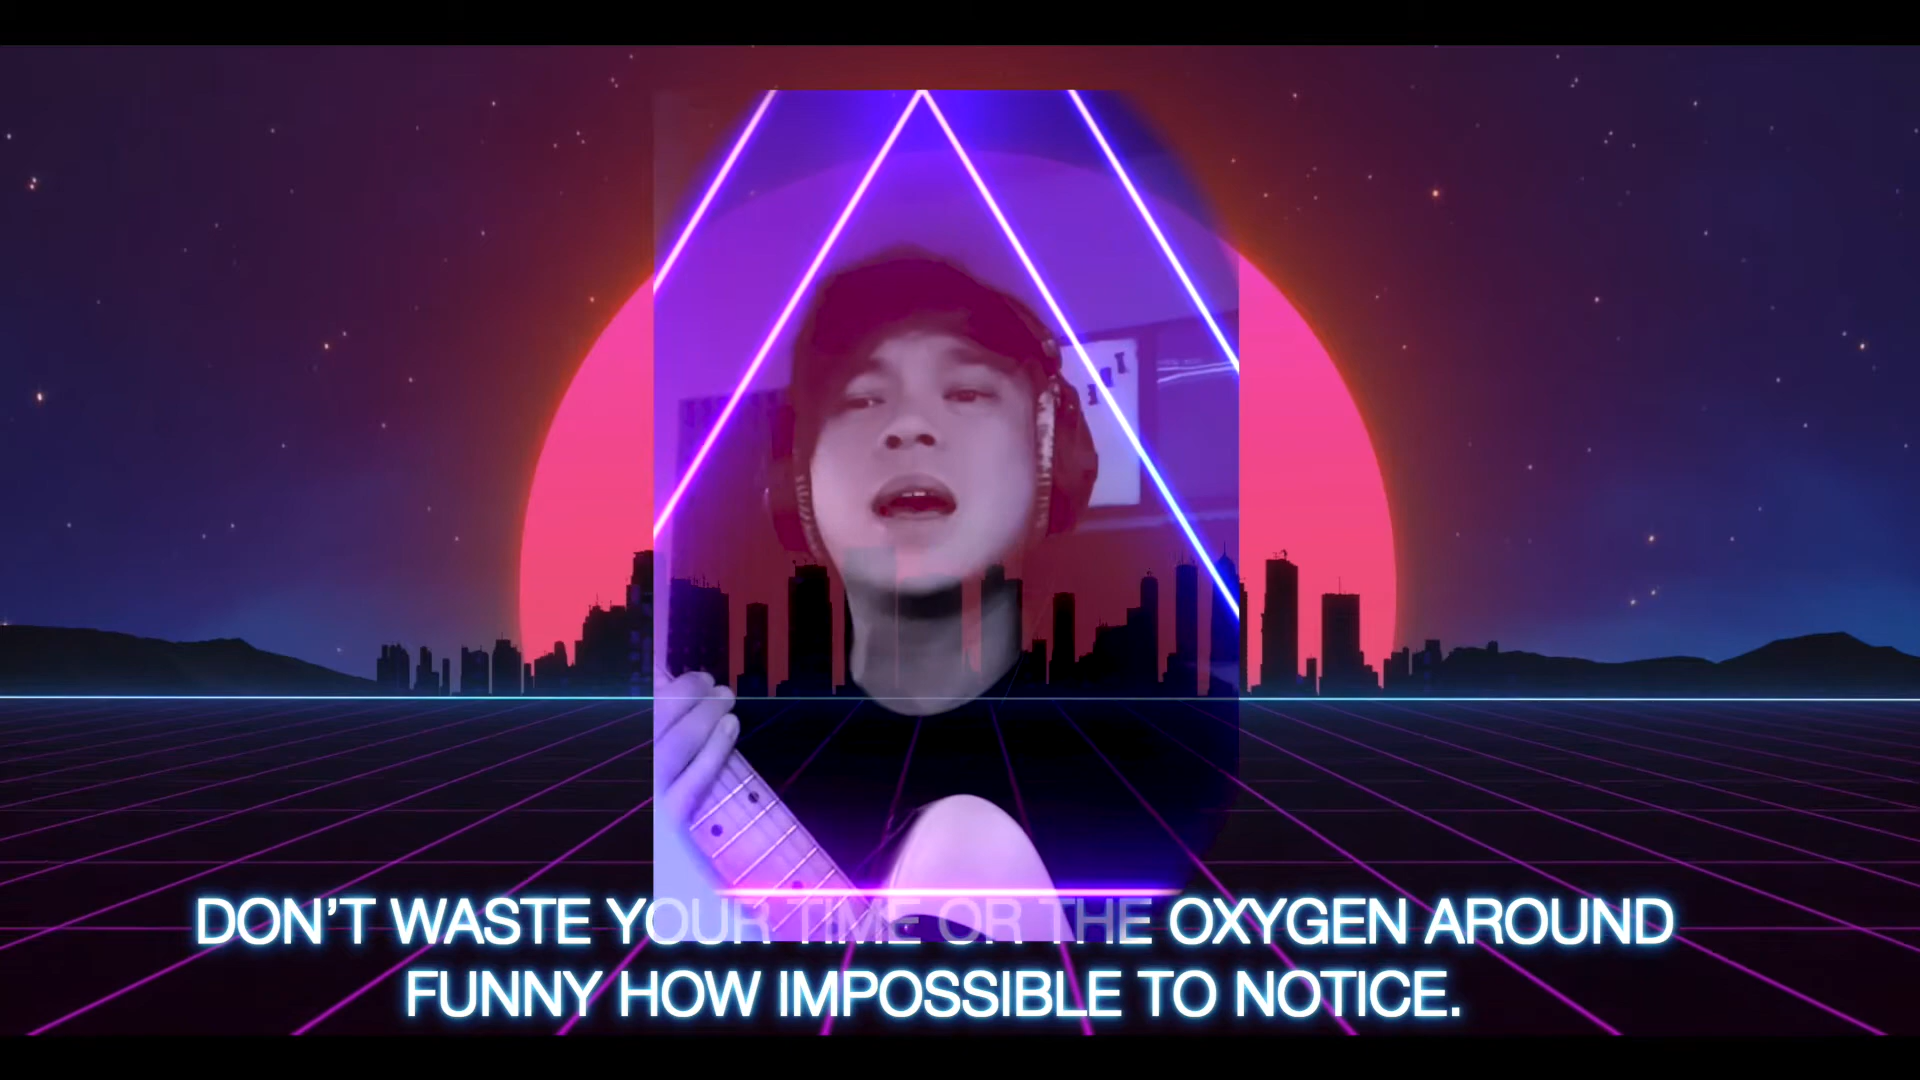 DON’T WASTE YOUR TIME OR THE OXYGEN AROUND
FUNNY HOW IMPOSSIBLE TO NOTICE.